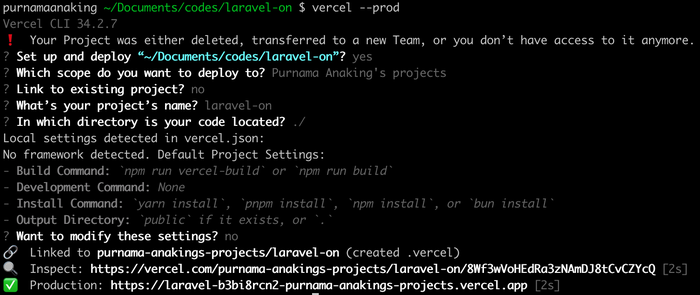 purnamaanaking ~/Documents/codes/laravel-on $ vercel --prod
Vercel CLI 34.2.7
❗ Your Project was either deleted, transferred to a new Team, or you don’t have access to it anymore.
? Set up and deploy “~/Documents/codes/laravel-on”? yes
? Which scope do you want to deploy to? Purnama Anaking's projects
? Link to existing project? no
? What’s your project’s name? laravel-on
? In which directory is your code located? ./
Local settings detected in vercel.json:
No framework detected. Default Project Settings:
- Build Command: `npm run vercel-build` or `npm run build`
- Development Command: None
- Install Command: `yarn install`, `pnpm install`, `npm install`, or `bun install`
- Output Directory: `public` if it exists, or `.`
? Want to modify these settings? no
🔗 Linked to purnama-anakings-projects/laravel-on (created .vercel)
🔍 Inspect: https://vercel.com/purnama-anakings-projects/laravel-on/8Wf3wVoHEdRa3zNAmDJ8tCvCZYcQ [2s]
✅ Production: https://laravel-b3bi8rcn2-purnama-anakings-projects.vercel.app [2s]